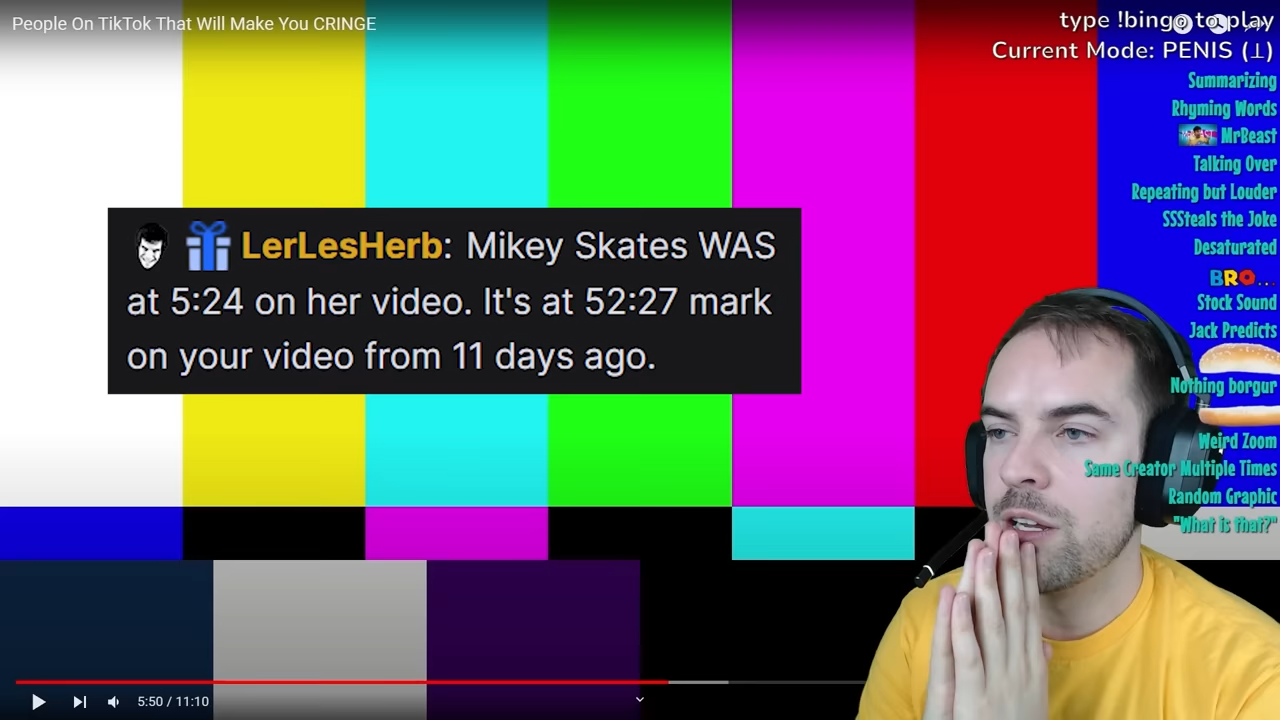 People On TikTok That Will Make You CRINGE
type !bingo to play
Current Mode: PENIS (⊥)
Summarizing
Rhyming Words
MrBeast
Talking Over
Repeating but Louder
SSSteals the Joke
Desaturated
BRO...
Stock Sound
Jack Predicts
Nothing borgur
Weird Zoom
Same Creator Multiple Times
Random Graphic
"What is that?"
LerLesHerb: Mikey Skates WAS
at 5:24 on her video. It's at 52:27 mark
on your video from 11 days ago.
5:50 / 11:10